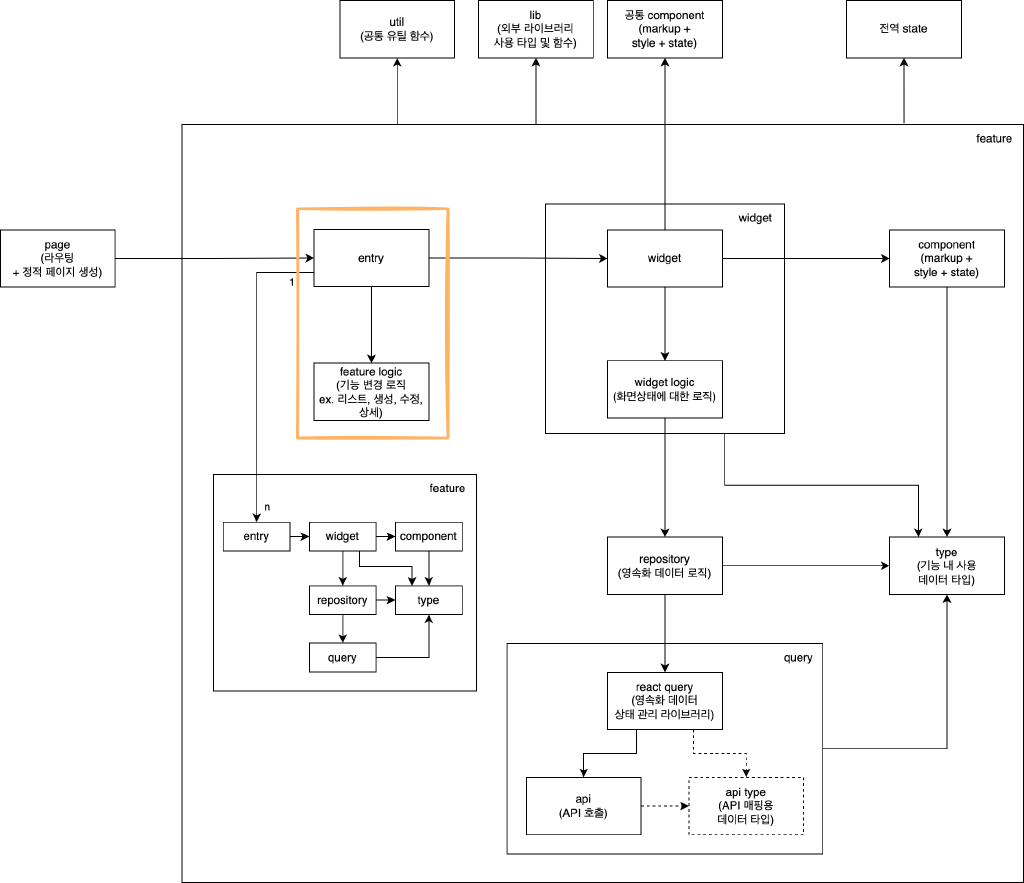 util
(공통 유틸 함수)
lib
(외부 라이브러리
사용 타입 및 함수)
공통 component
(markup +
style + state)
전역 state
feature
page
(라우팅
+ 정적 페이지 생성)
entry
1
feature logic
(기능 변경 로직
ex. 리스트, 생성, 수정,
상세)
widget
widget
widget logic
(화면상태에 대한 로직)
component
(markup +
style + state)
feature
n
entry
widget
component
repository
type
query
repository
(영속화 데이터 로직)
type
(기능 내 사용
데이터 타입)
query
react query
(영속화 데이터
상태 관리 라이브러리)
api
(API 호출)
api type
(API 매핑용
데이터 타입)